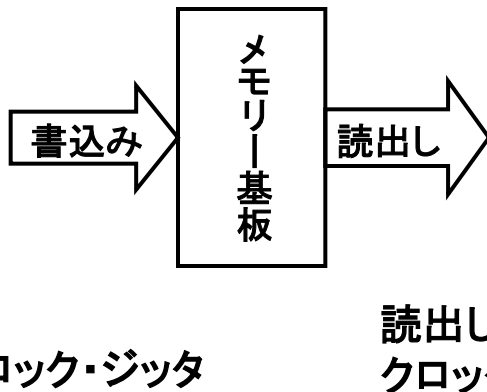 メモリー基板
書込み
読出し
ロック・ジッタ
読出し
クロッ